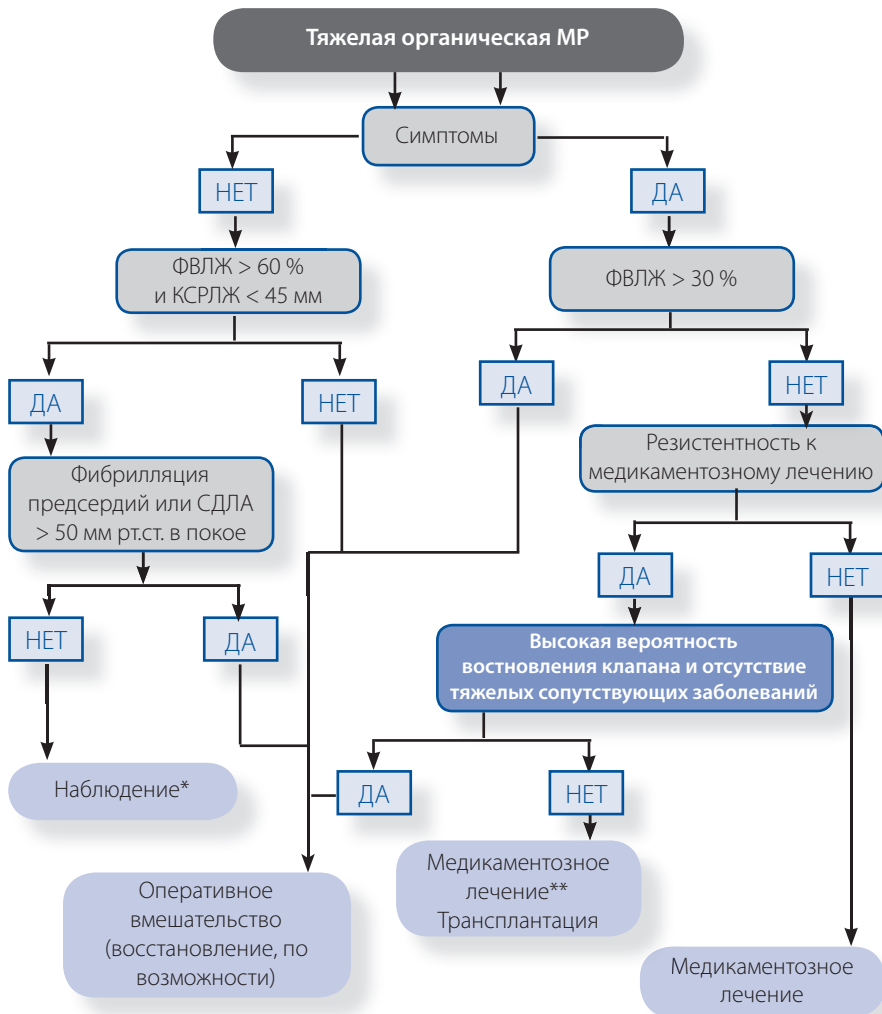 Тяжелая органическая МР
Симптомы
НЕТ
ДА
ФВЛЖ > 60 %
и КСРЛЖ < 45 мм
ФВЛЖ > 30 %
ДА
НЕТ
ДА
НЕТ
Фибрилляция
предсердий или СДЛА
> 50 мм рт.ст. в покое
Резистентность к
медикаментозному лечению
НЕТ
ДА
ДА
НЕТ
Высокая вероятность
востновления клапана и отсутствие
тяжелых сопутствующих заболеваний
Наблюдение*
ДА
НЕТ
Оперативное
вмешательство
(восстановление, по
возможности)
Медикаментозное
лечение**
Трансплантация
Медикаментозное
лечение